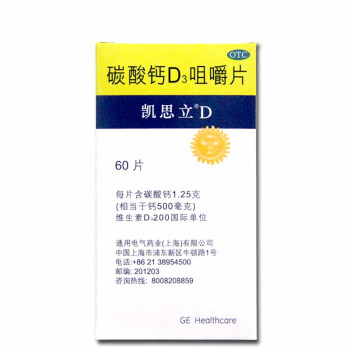 OTC
碳酸钙D₃咀嚼片
凯思立®D
60 片
每片含碳酸钙1.25克
(相当于钙500毫克)
维生素D₃200国际单位
通用电气药业(上海)有限公司
中国上海市浦东新区牛顿路1号
电话:+86 21 38954500
邮编: 201203
咨询热线: 8008208859
GE Healthcare